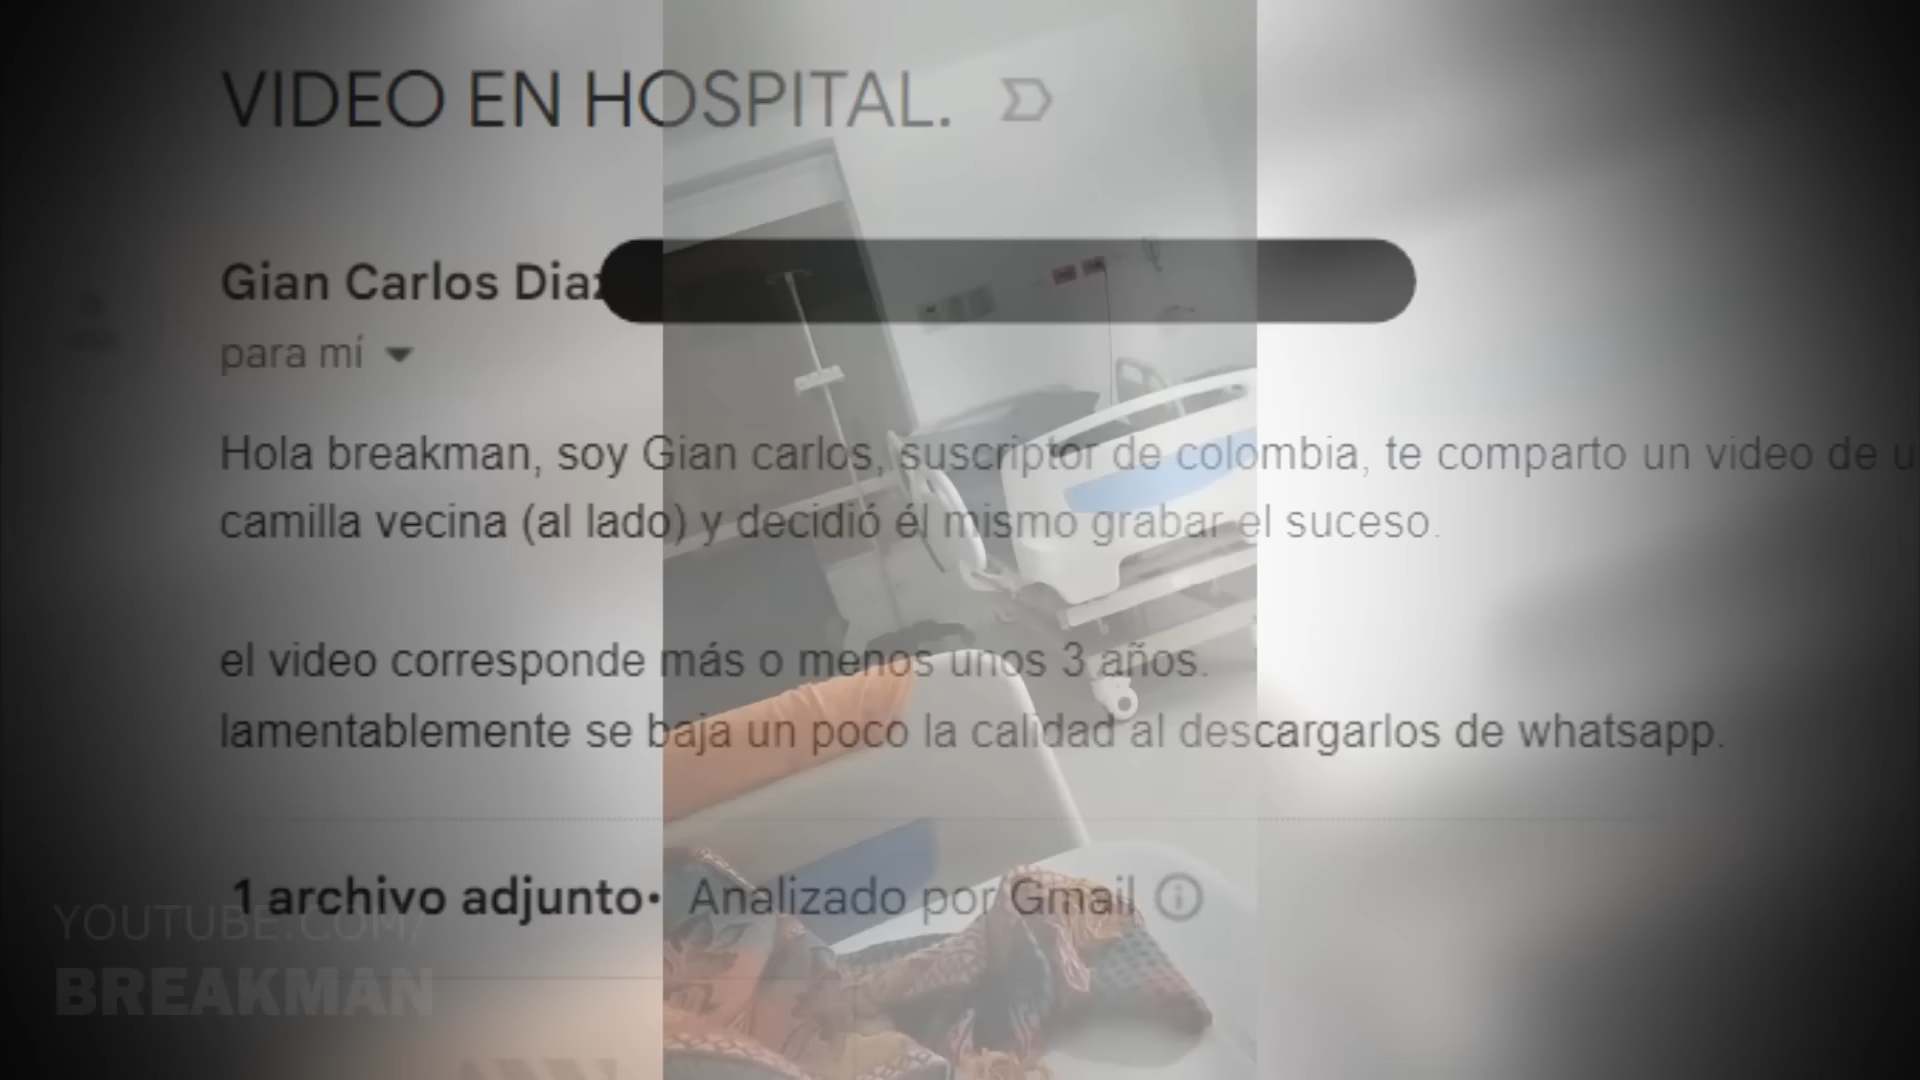 VIDEO EN HOSPITAL.
Gian Carlos Diaz
para mí
Hola breakman, soy Gian carlos, suscriptor de colombia, te comparto un video de
camilla vecina (al lado) y decidió él mismo grabar el suceso.
el video corresponde más o menos unos 3 años.
lamentablemente se baja un poco la calidad al descargarlos de whatsapp.
1 archivo adjunto• Analizado por Gmail
YOUTUBE.COM/
BREAKMAN